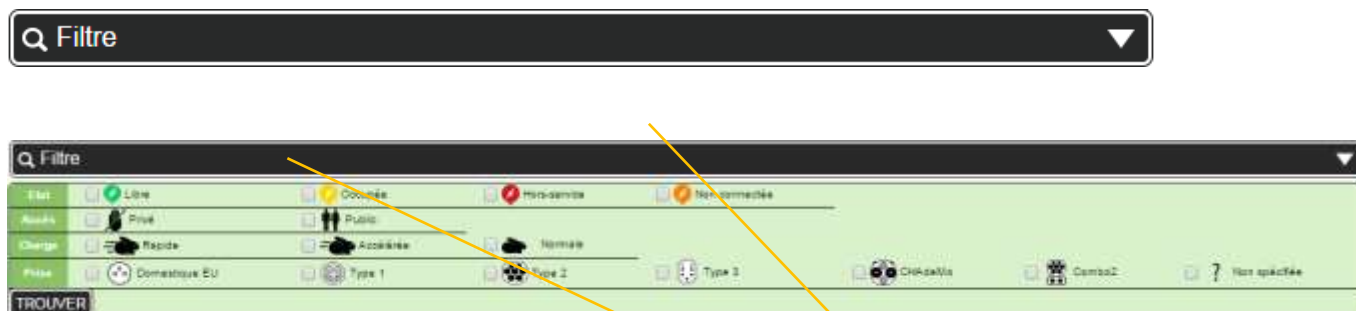 Filtre
Filtre
Etat Libre Occupée Hors-service Non connectée
Accès Privé Public
Charge Rapide Accélérée Normale
Prise Domestique EU Type 1 Type 2 Type 3 CHAdeMo Combo2 ? Non spécifiée
TROUVER